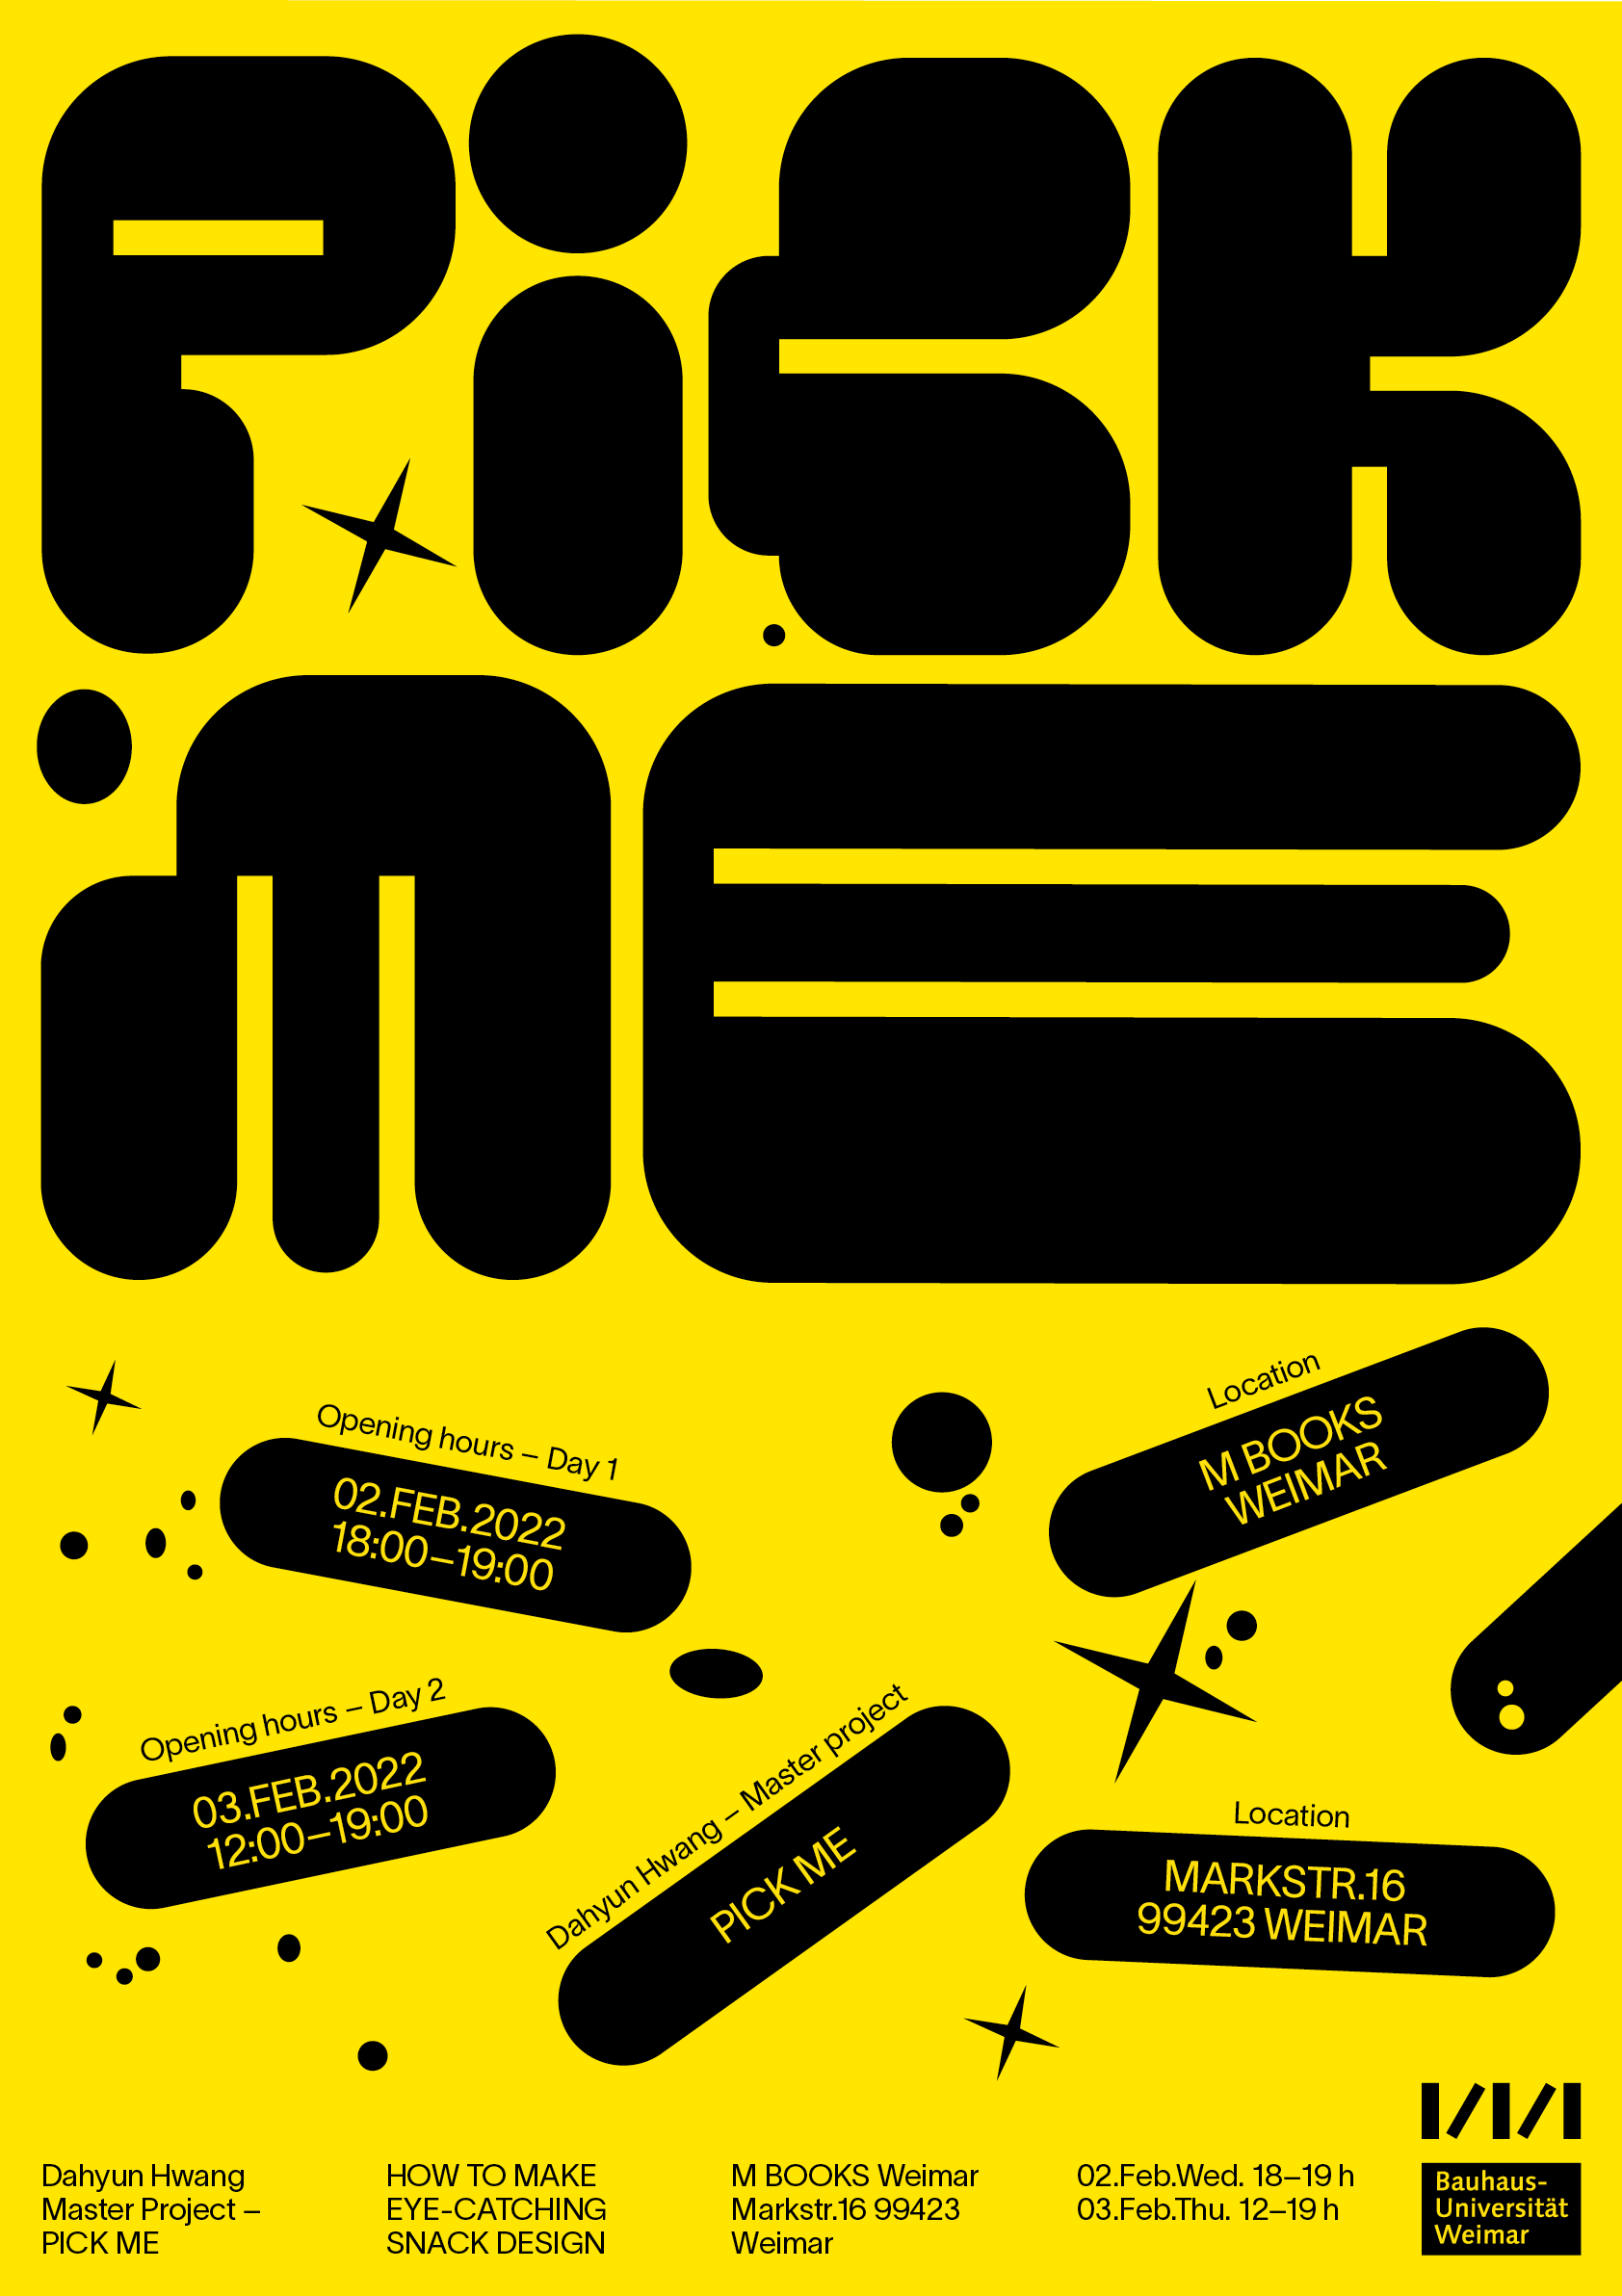 PiCK
ME
Opening hours – Day 1
02.FEB.2022
18:00–19:00
Location
M BOOKS
WEIMAR
Opening hours – Day 2
03.FEB.2022
12:00–19:00
Dahyun Hwang – Master project
PICK ME
Location
MARKSTR.16
99423 WEIMAR
Dahyun Hwang
Master Project –
PICK ME
HOW TO MAKE
EYE-CATCHING
SNACK DESIGN
M BOOKS Weimar
Markstr.16 99423
Weimar
02.Feb.Wed. 18–19 h
03.Feb.Thu. 12–19 h
Bauhaus-
Universität
Weimar